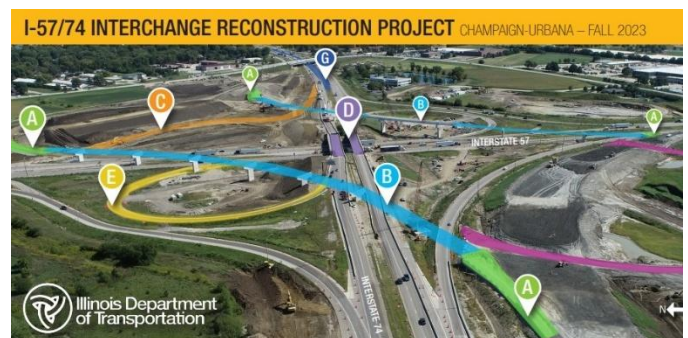 I-57/74 INTERCHANGE RECONSTRUCTION PROJECT CHAMPAIGN-URBANA – FALL 2023
G
A
C
B
D
A
A
INTERSTATE 57
E
B
INTERSTATE 74
A
Illinois Department
of Transportation
N